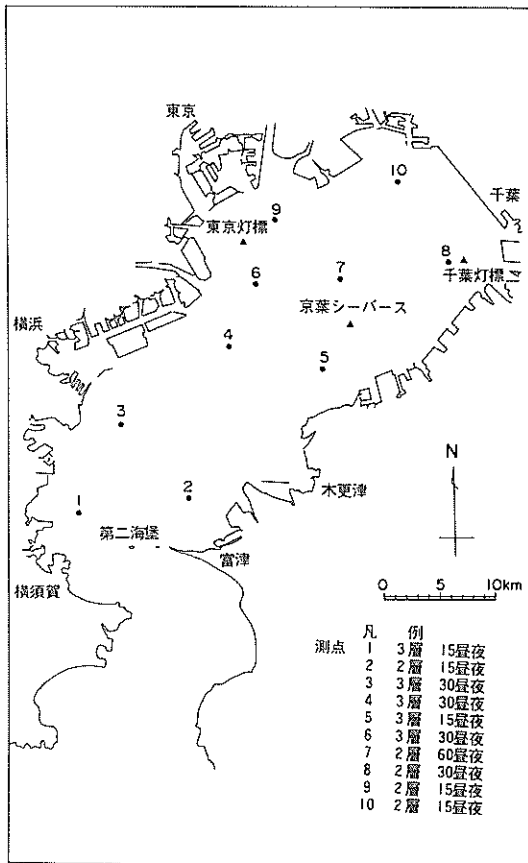 東京
10
千葉
9
東京灯標
8
千葉灯標
6
7
京葉シーバース
横浜
4
5
3
N
木更津
2
1
第二海堡
富津
横須賀
0 5 10km
凡 例
測点 1 3層 15昼夜
2 2層 15昼夜
3 3層 30昼夜
4 3層 30昼夜
5 3層 15昼夜
6 3層 30昼夜
7 2層 60昼夜
8 2層 30昼夜
9 2層 15昼夜
10 2層 15昼夜